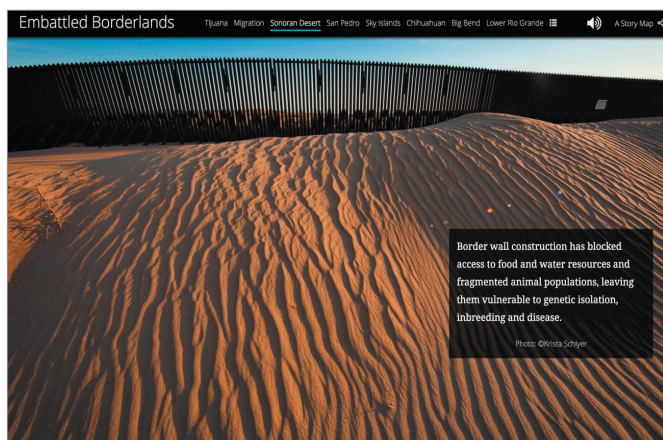 Embattled Borderlands
Tijuana Migration Sonoran Desert San Pedro Sky Islands Chihuahuan Big Bend Lower Rio Grande
A Story Map
Border wall construction has blocked
access to food and water resources and
fragmented animal populations, leaving
them vulnerable to genetic isolation,
inbreeding and disease.
Photo: ©Krista Schlyer